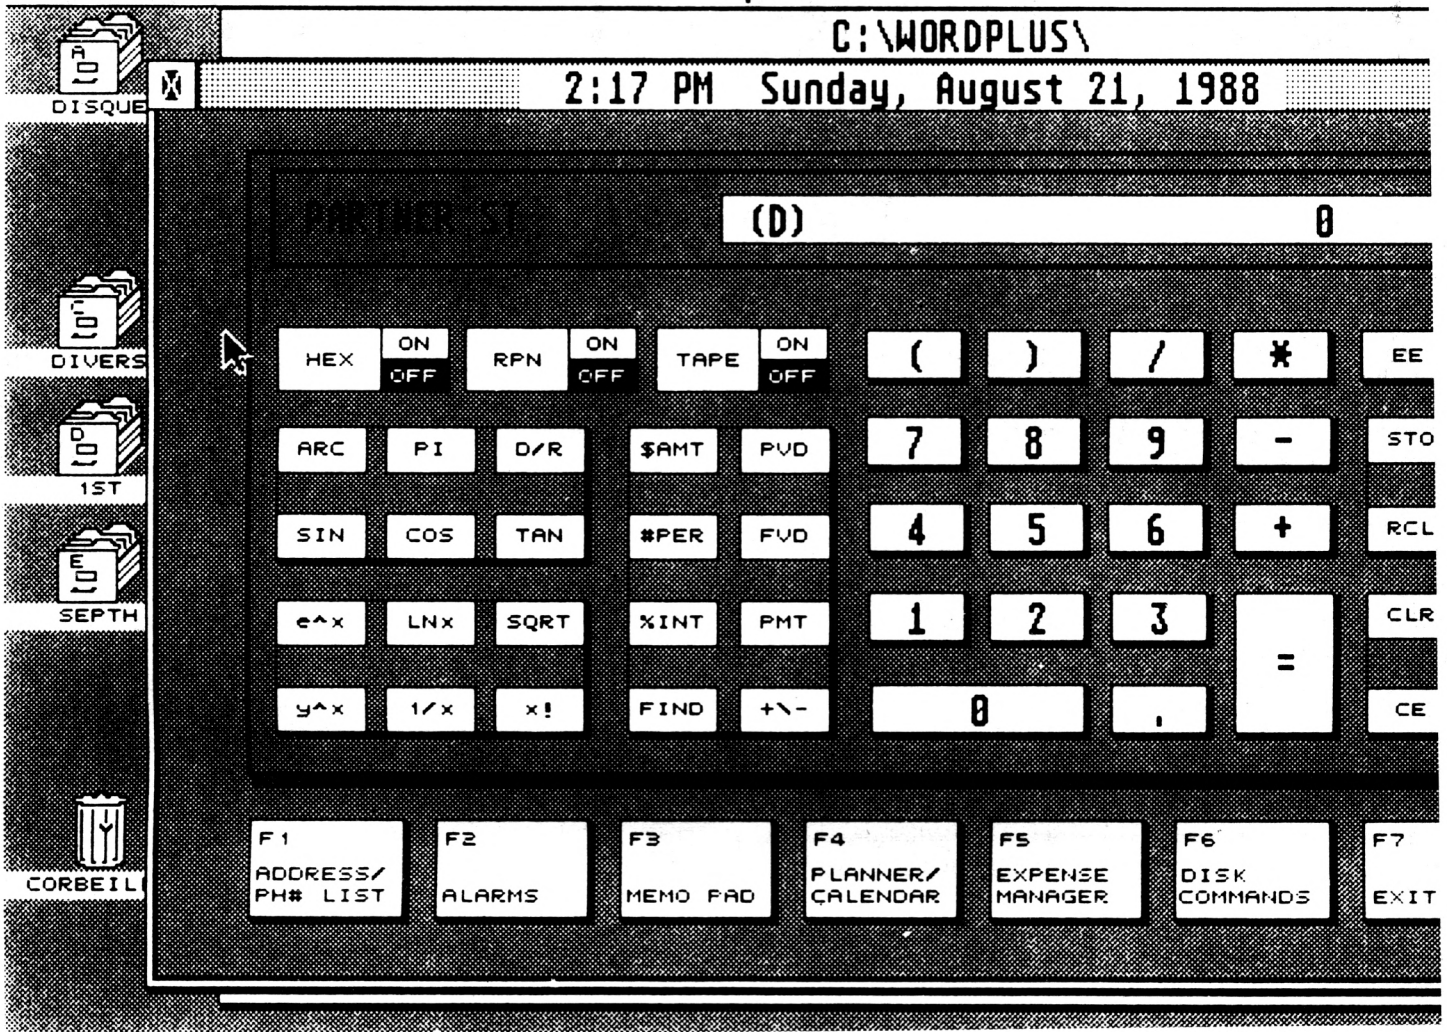 C:\WORDPLUS\
2:17 PM Sunday, August 21, 1988
A
DISQUE
PARTNER ST
(D) 0
C
DIVERS
HEX ON OFF RPN ON OFF TAPE ON OFF ( ) / * EE
D
1ST
ARC PI D/R $AMT PVD 7 8 9 - STO
SIN COS TAN #PER FVD 4 5 6 + RCL
E
SEPTH
e^x LNx SQRT %INT PMT 1 2 3 = CLR
y^x 1/x x! FIND +\- 0 . CE
CORBEIL
F1
ADDRESS/
PH# LIST
F2
ALARMS
F3
MEMO PAD
F4
PLANNER/
CALENDAR
F5
EXPENSE
MANAGER
F6
DISK
COMMANDS
F7
EXIT